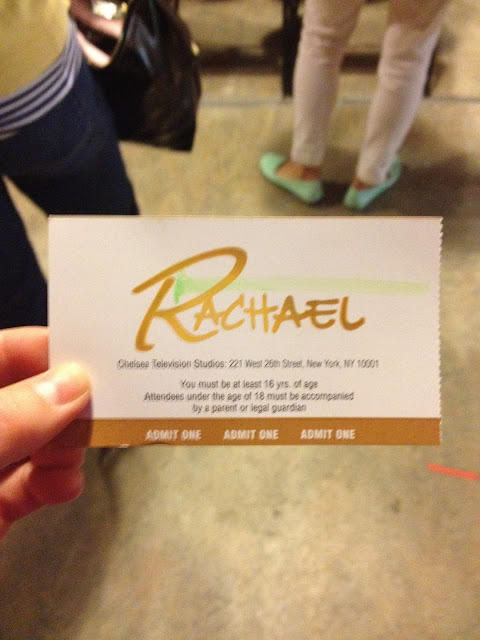 RACHAEL
Chelsea Television Studios: 221 West 26th Street, New York, NY 10001
You must be at least 16 yrs. of age
Attendees under the age of 18 must be accompanied
by a parent or legal guardian
ADMIT ONE ADMIT ONE ADMIT ONE